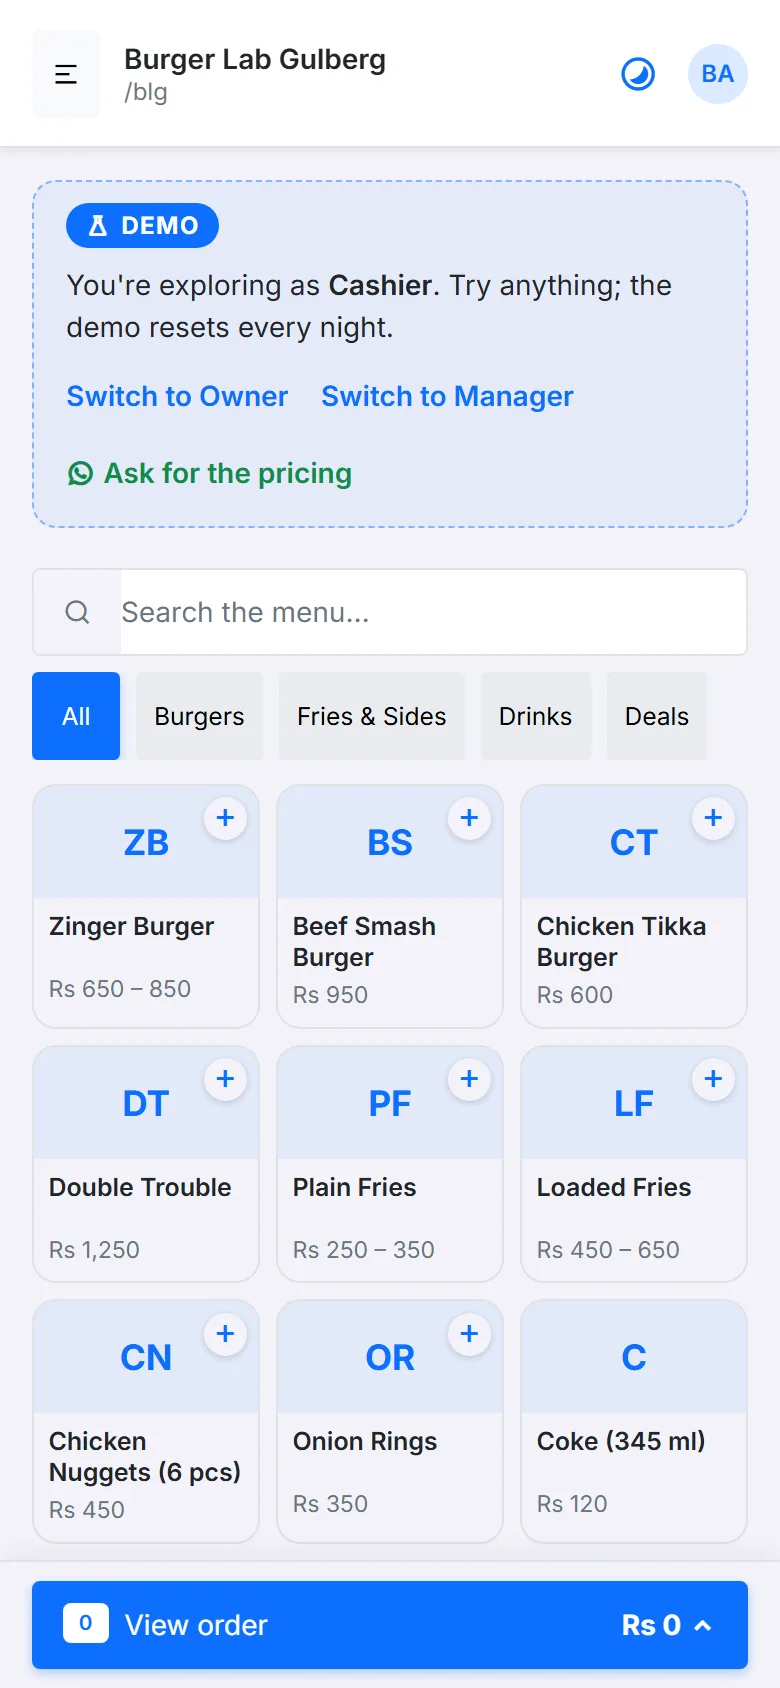 Burger Lab Gulberg
/blg
BA
DEMO
You're exploring as Cashier. Try anything; the
demo resets every night.
Switch to Owner Switch to Manager
Ask for the pricing
Search the menu...
All Burgers Fries & Sides Drinks Deals
ZB + BS + CT +
Zinger Burger
Rs 650 – 850
Beef Smash
Burger
Rs 950
Chicken Tikka
Burger
Rs 600
DT + PF + LF +
Double Trouble
Rs 1,250
Plain Fries
Rs 250 – 350
Loaded Fries
Rs 450 – 650
CN + OR + C
Chicken
Nuggets (6 pcs)
Rs 450
Onion Rings
Rs 350
Coke (345 ml)
Rs 120
0 View order Rs 0